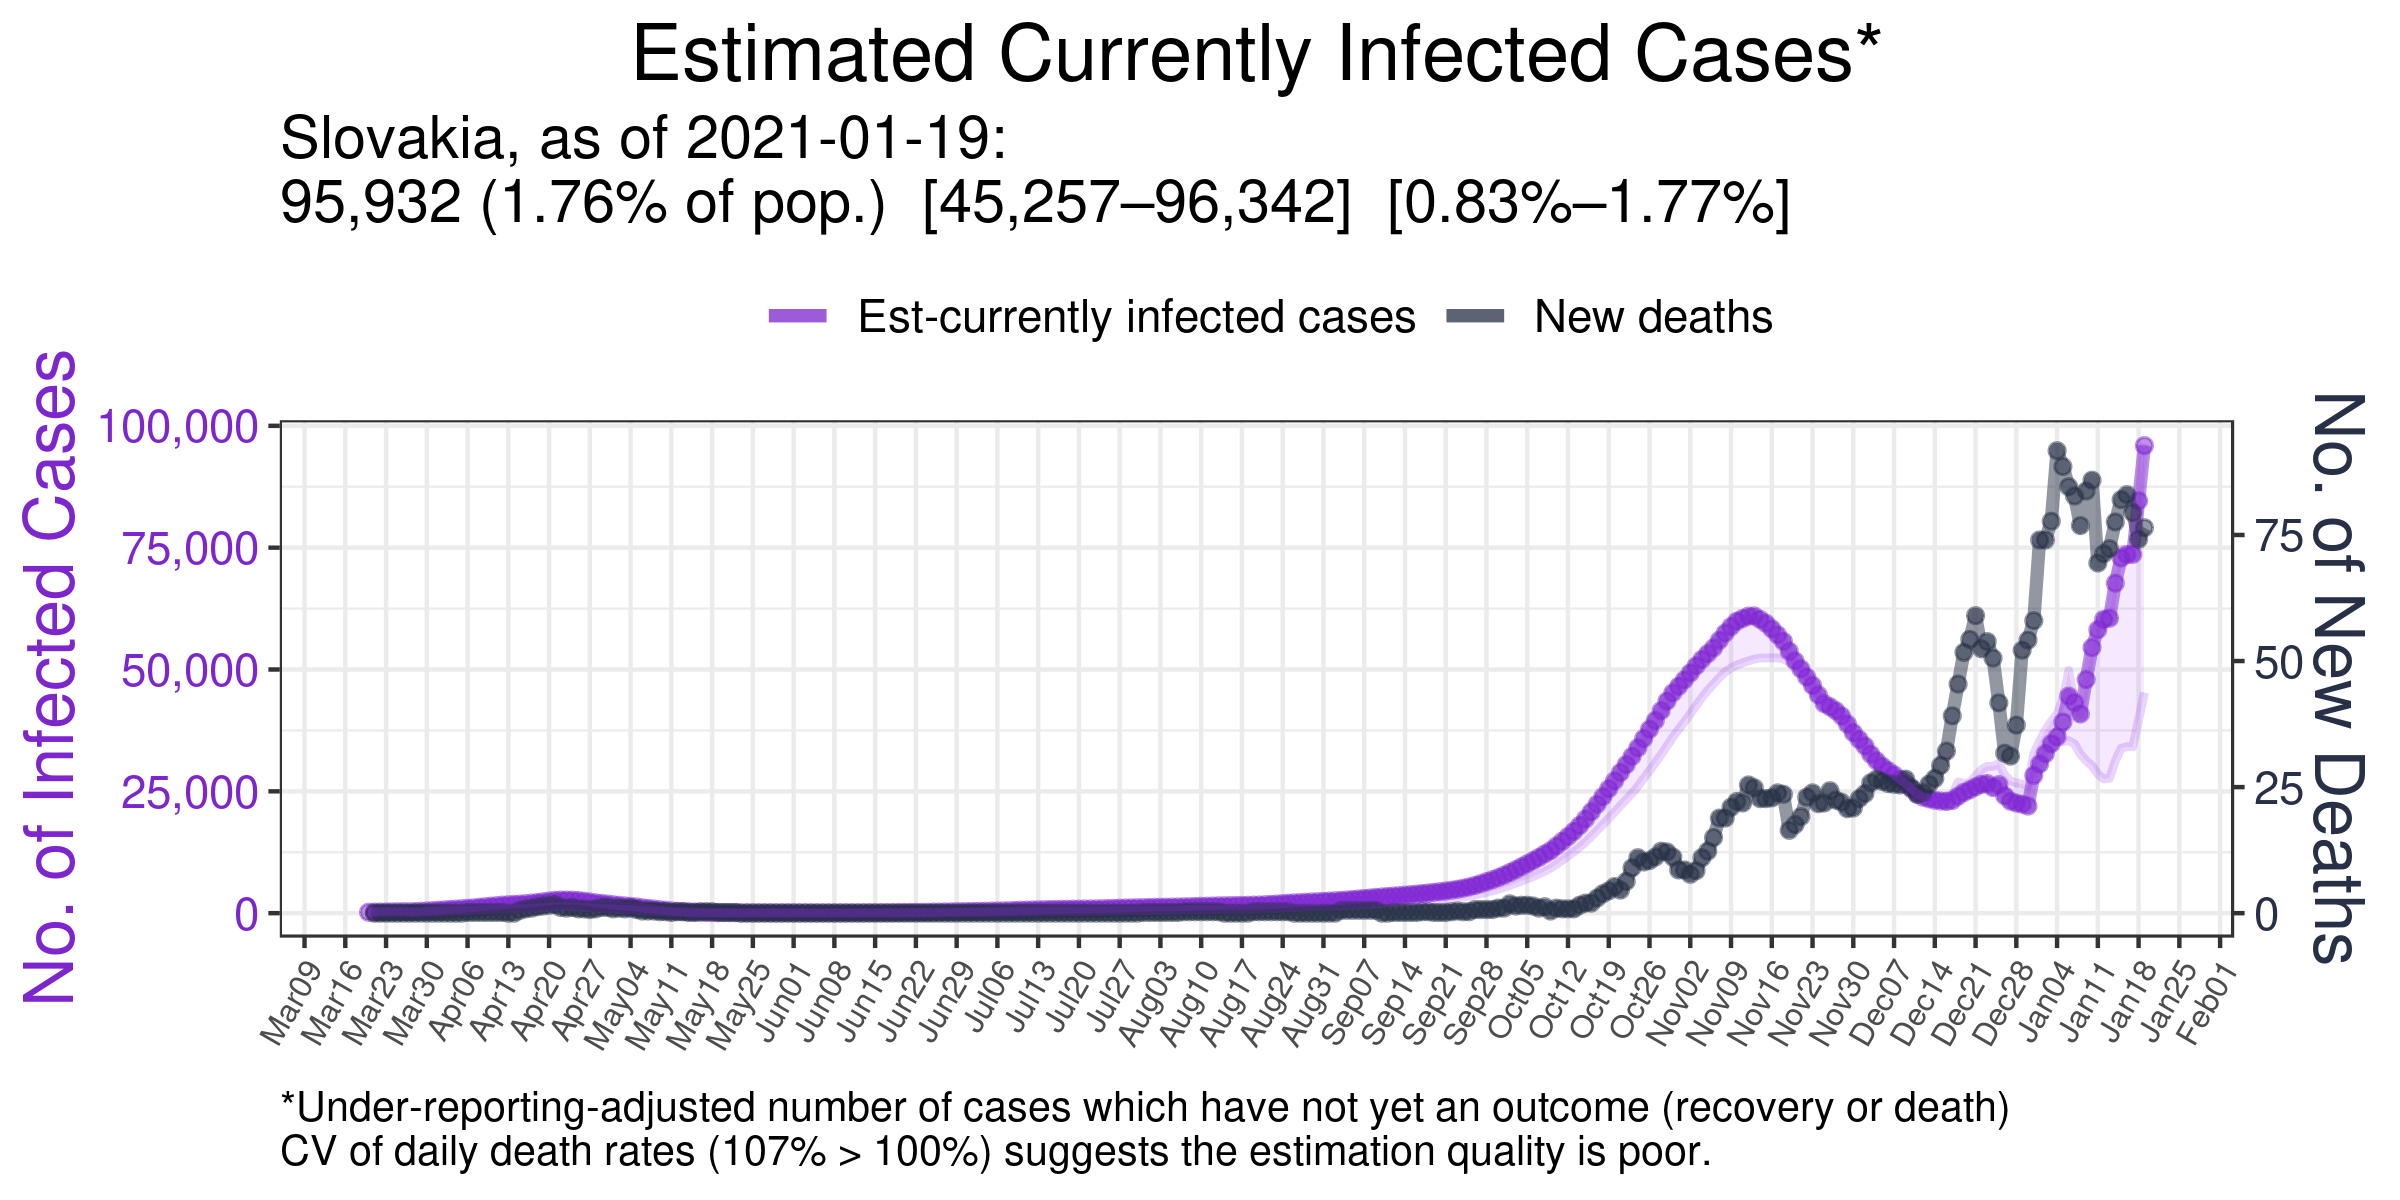 Estimated Currently Infected Cases*
Slovakia, as of 2021-01-19:
95,932 (1.76% of pop.) [45,257–96,342] [0.83%–1.77%]
Est-currently infected cases
New deaths
No. of Infected Cases
100,000
75,000
50,000
25,000
0
No. of New Deaths
75
50
25
0
Mar09
Mar16
Mar23
Mar30
Apr06
Apr13
Apr20
Apr27
May04
May11
May18
May25
Jun01
Jun08
Jun15
Jun22
Jun29
Jul06
Jul13
Jul20
Jul27
Aug03
Aug10
Aug17
Aug24
Aug31
Sep07
Sep14
Sep21
Sep28
Oct05
Oct12
Oct19
Oct26
Nov02
Nov09
Nov16
Nov23
Nov30
Dec07
Dec14
Dec21
Dec28
Jan04
Jan11
Jan18
Jan25
Feb01
*Under-reporting-adjusted number of cases which have not yet an outcome (recovery or death)
CV of daily death rates (107% > 100%) suggests the estimation quality is poor.